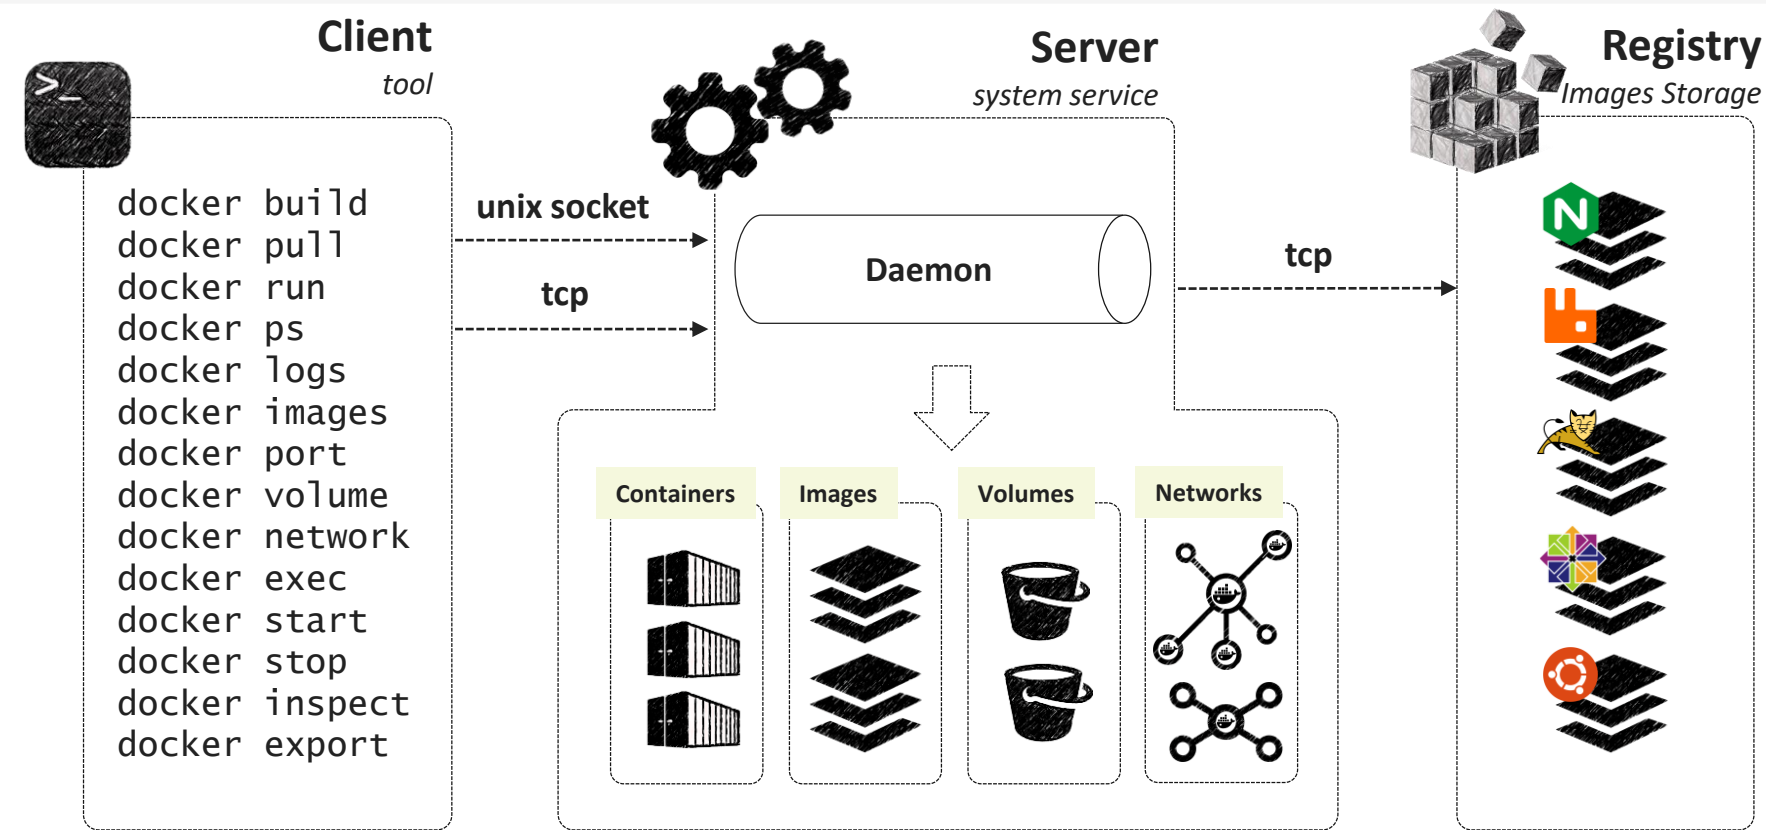 Client
tool
>_
docker build
docker pull
docker run
docker ps
docker logs
docker images
docker port
docker volume
docker network
docker exec
docker start
docker stop
docker inspect
docker export
unix socket
tcp
Server
system service
Daemon
Containers
Images
Volumes
Networks
tcp
Registry
Images Storage
N